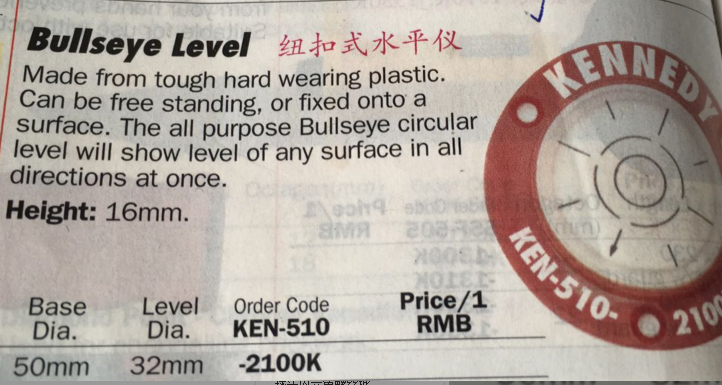 Bullseye Level 纽扣式水平仪
Made from tough hard wearing plastic.
Can be free standing, or fixed onto a
surface. The all purpose Bullseye circular
level will show level of any surface in all
directions at once.
Height: 16mm.
KENNEDY
KEN-510-
2100
Base Dia. Level Dia. Order Code KEN-510 Price/1 RMB
50mm 32mm -2100K